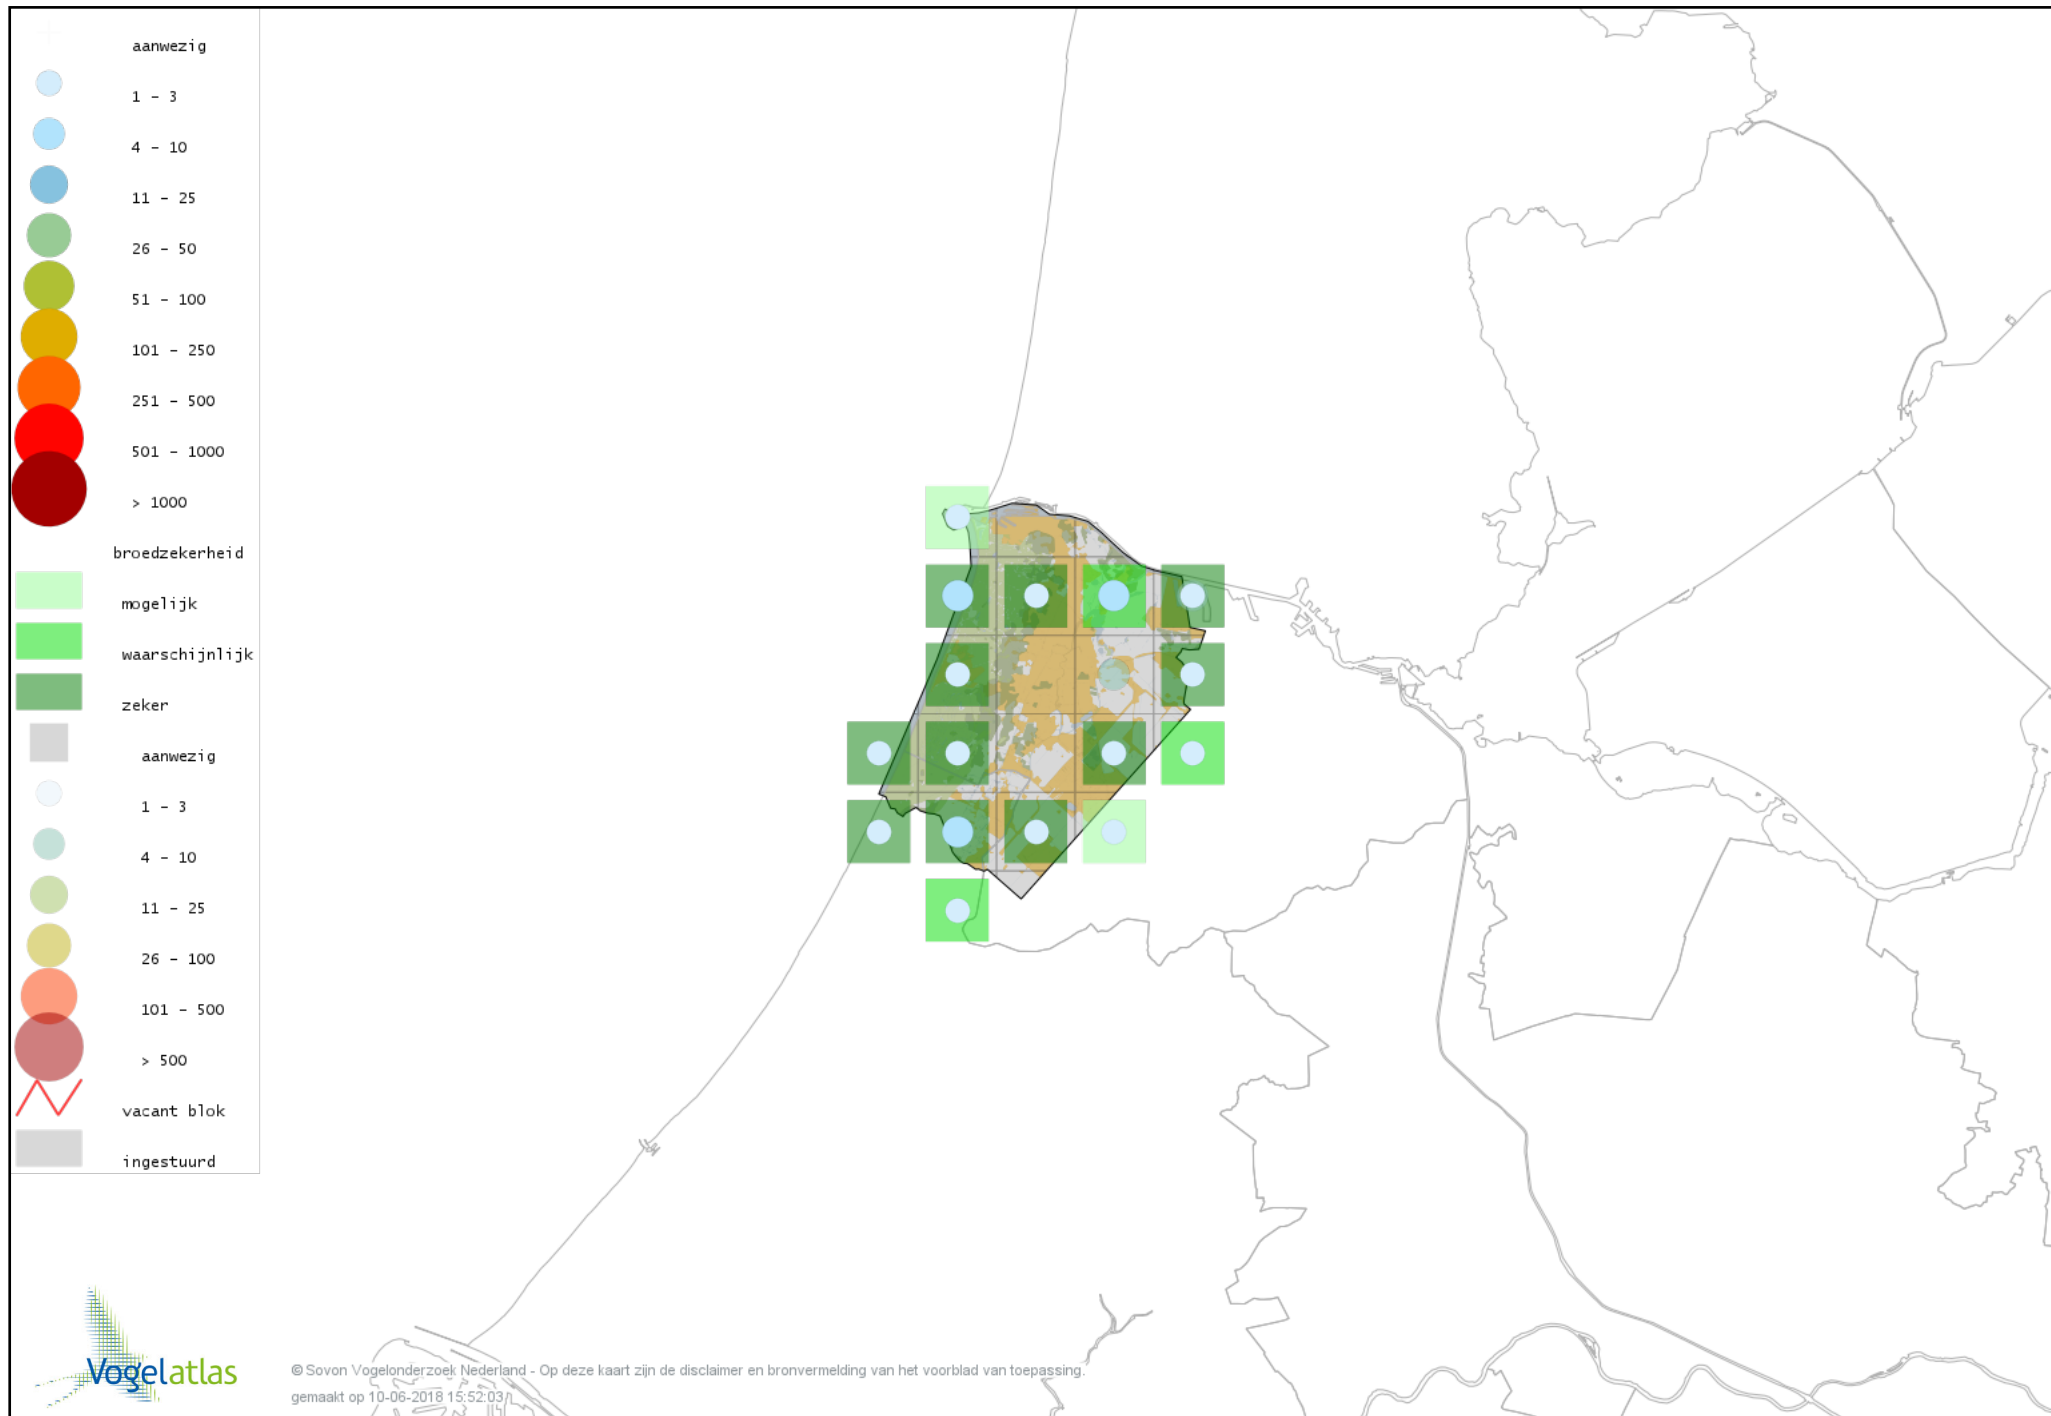 aanwezig
1 - 3
4 - 10
11 - 25
26 - 50
51 - 100
101 - 250
251 - 500
501 - 1000
> 1000
broedzekerheid
mogelijk
waarschijnlijk
zeker
aanwezig
1 - 3
4 - 10
11 - 25
26 - 100
101 - 500
> 500
vacant blok
ingestuurd
Vogelatlas
© Sovon Vogelonderzoek Nederland - Op deze kaart zijn de disclaimer en bronvermelding van het voorblad van toepassing.
gemaakt op 10-06-2018 15:52:03